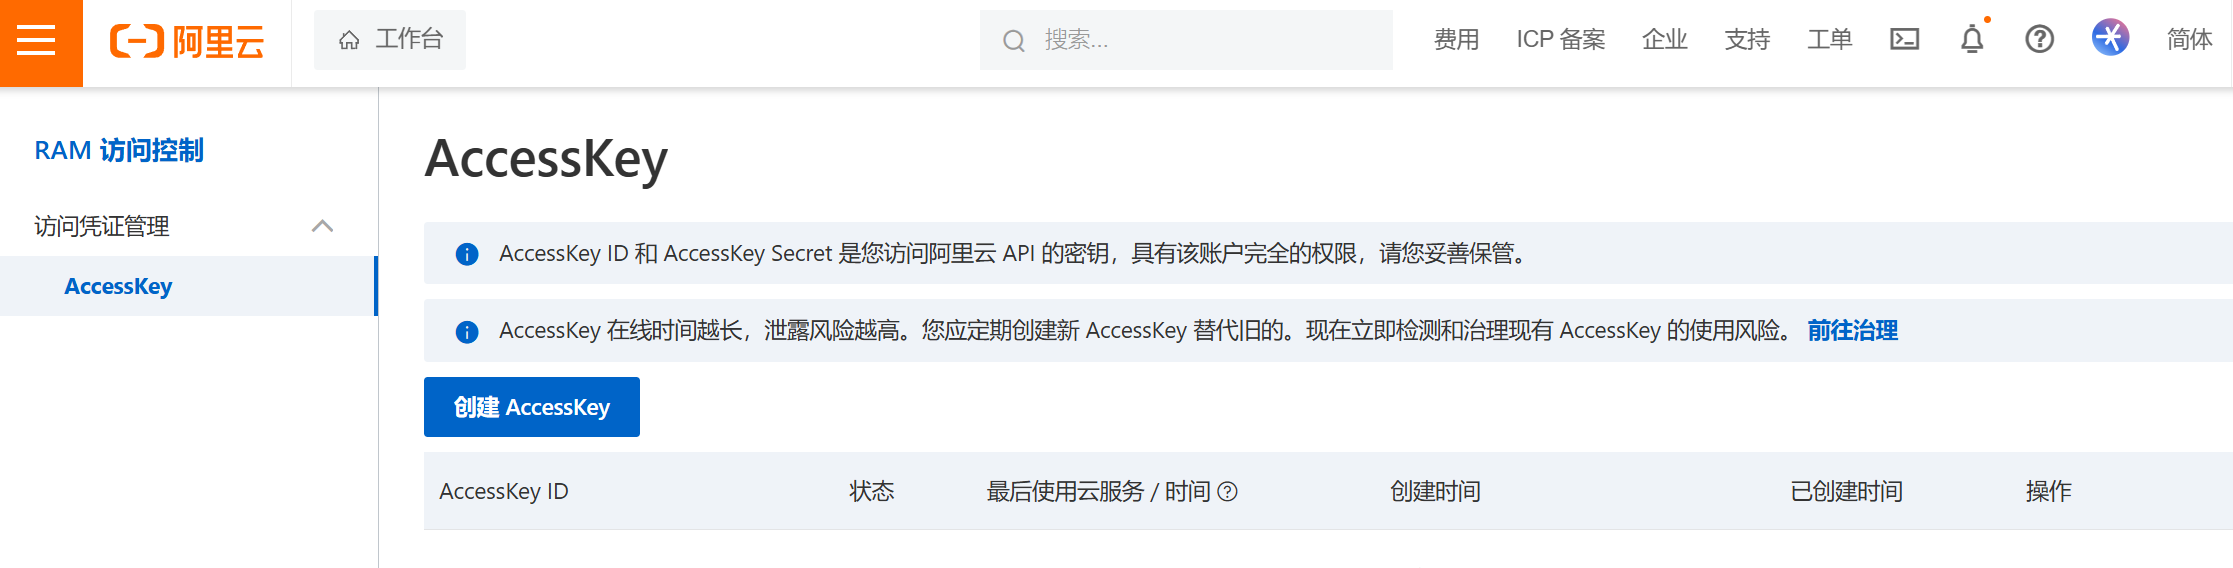 阿里云 工作台 搜索... 费用 ICP 备案 企业 支持 工单 简体
RAM 访问控制
访问凭证管理
AccessKey
AccessKey
AccessKey ID 和 AccessKey Secret 是您访问阿里云 API 的密钥，具有该账户完全的权限，请您妥善保管。
AccessKey 在线时间越长，泄露风险越高。您应定期创建新 AccessKey 替代旧的。现在立即检测和治理现有 AccessKey 的使用风险。 前往治理
创建 AccessKey
AccessKey ID 状态 最后使用云服务 / 时间 创建时间 已创建时间 操作